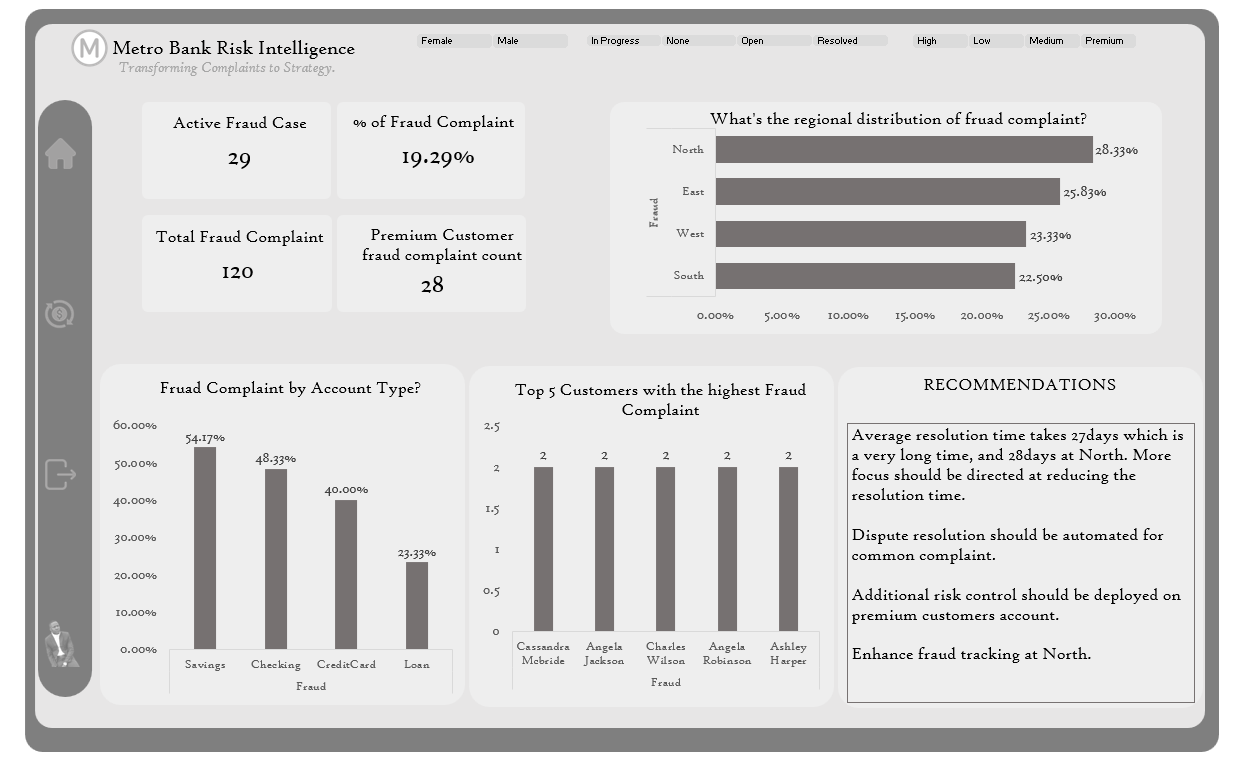 M
Metro Bank Risk Intelligence
Transforming Complaints to Strategy.
Female
Male
In Progress
None
Open
Resolved
High
Low
Medium
Premium
Active Fraud Case
29
% of Fraud Complaint
19.29%
Total Fraud Complaint
120
Premium Customer
fraud complaint count
28
What's the regional distribution of fruad complaint?
Fraud
North
28.33%
East
25.83%
West
23.33%
South
22.50%
0.00%
5.00%
10.00%
15.00%
20.00%
25.00%
30.00%
Fruad Complaint by Account Type?
60.00%
50.00%
40.00%
30.00%
20.00%
10.00%
0.00%
54.17%
48.33%
40.00%
23.33%
Savings
Checking
CreditCard
Loan
Fraud
Top 5 Customers with the highest Fraud
Complaint
2.5
2
1.5
1
0.5
0
2
2
2
2
2
Cassandra
Mcbride
Angela
Jackson
Charles
Wilson
Angela
Robinson
Ashley
Harper
Fraud
RECOMMENDATIONS
Average resolution time takes 27days which is
a very long time, and 28days at North. More
focus should be directed at reducing the
resolution time.
Dispute resolution should be automated for
common complaint.
Additional risk control should be deployed on
premium customers account.
Enhance fraud tracking at North.